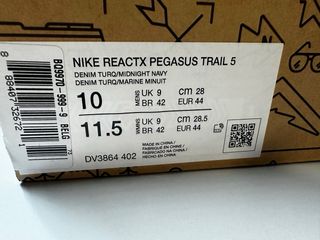 NIKE REACTX PEGASUS TRAIL 5
DENIM TURQ/MIDNIGHT NAVY
DENIM TURQ/MARINE MINUIT
10 MENS UK 9 CM 28
BR 42 EUR 44
11.5 WMNS UK 9 CM 28.5
BR 42 EUR 44
DV3864 402
MADE IN CHINA/
FABRIQUE EN CHINE/
FABRICADO NA CHINA/
HECHO EN CHINA